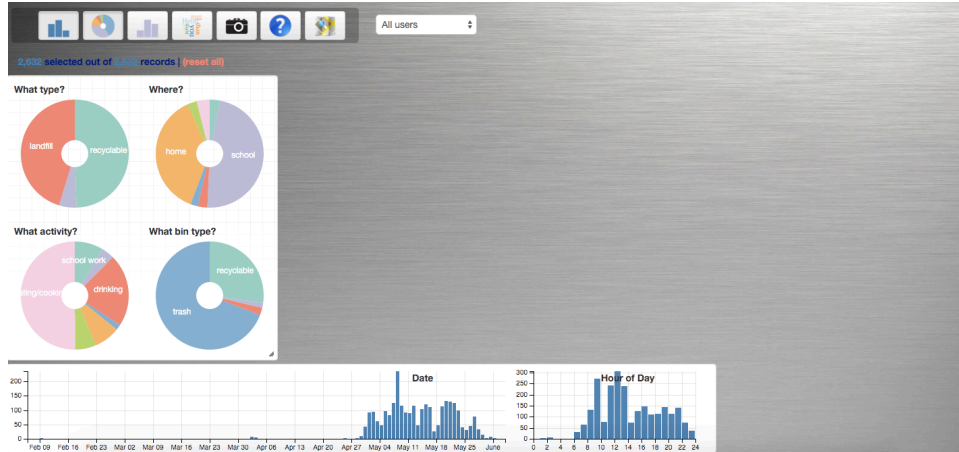 All users
2,632 selected out of records | (reset all)
What type?
Where?
landfill
recyclable
home
school
What activity?
What bin type?
school work
drinking
recyclable
trash
Date
200
150
100
50
0
Feb 09 Feb 16 Feb 23 Mar 02 Mar 09 Mar 16 Mar 23 Mar 30 Apr 06 Apr 13 Apr 20 Apr 27 May 04 May 11 May 18 May 25 June
Hour of Day
300
250
200
150
100
50
0
0 2 4 6 8 10 12 14 16 18 20 22 24